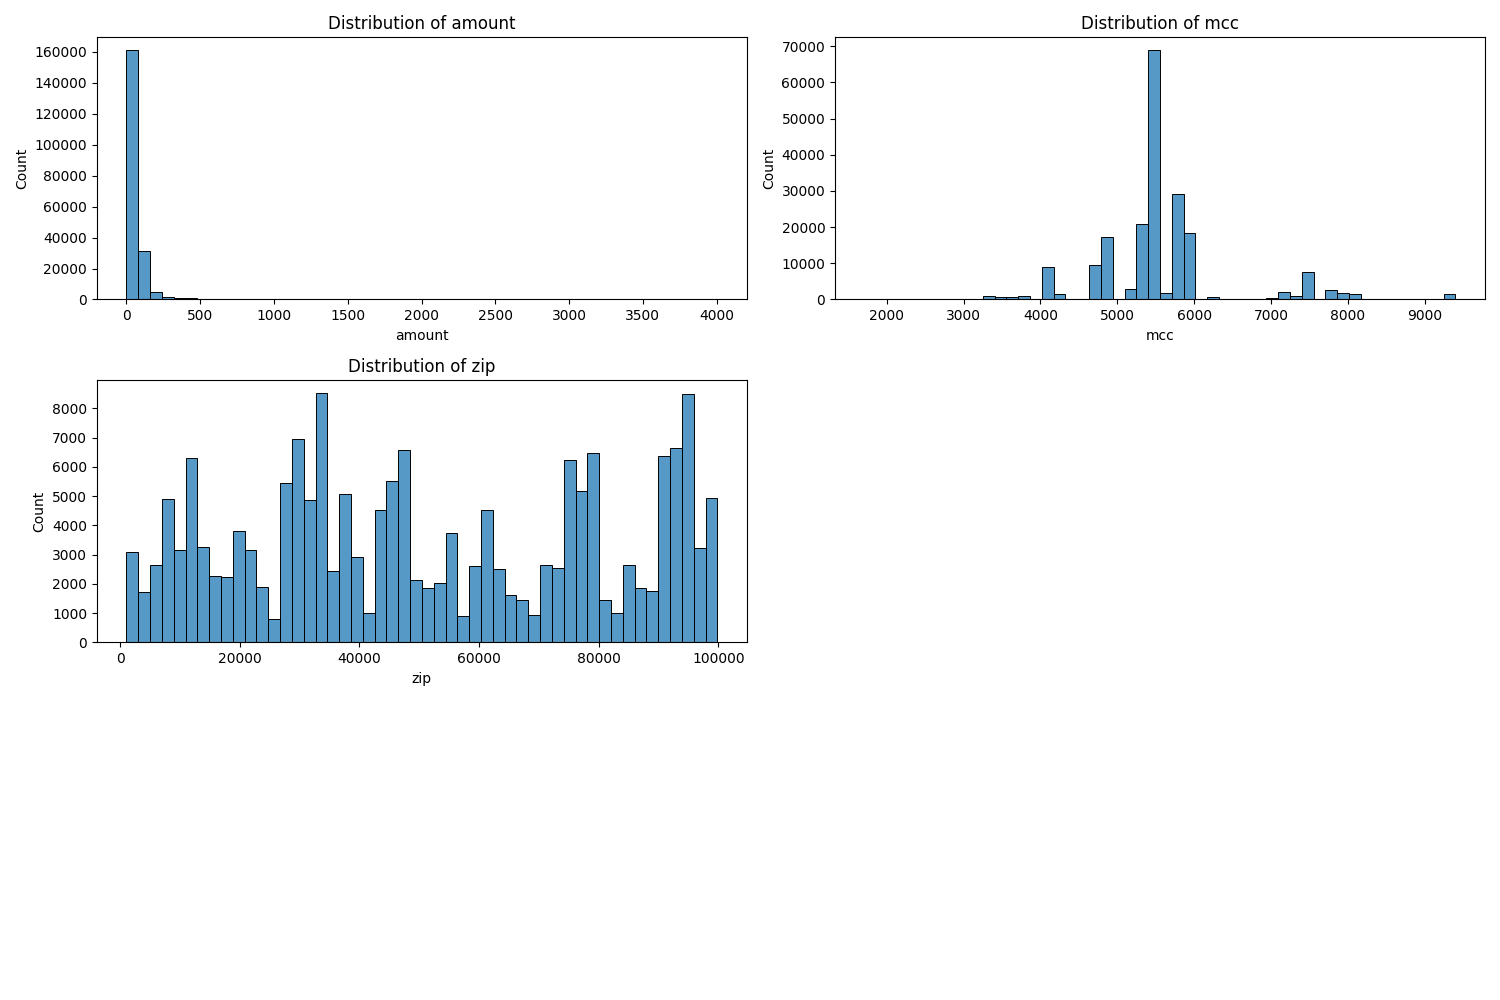 Distribution of amount
160000
140000
120000
100000
80000
60000
40000
20000
0
Count
0 500 1000 1500 2000 2500 3000 3500 4000
amount
Distribution of mcc
70000
60000
50000
40000
30000
20000
10000
0
Count
2000 3000 4000 5000 6000 7000 8000 9000
mcc
Distribution of zip
8000
7000
6000
5000
4000
3000
2000
1000
0
Count
0 20000 40000 60000 80000 100000
zip